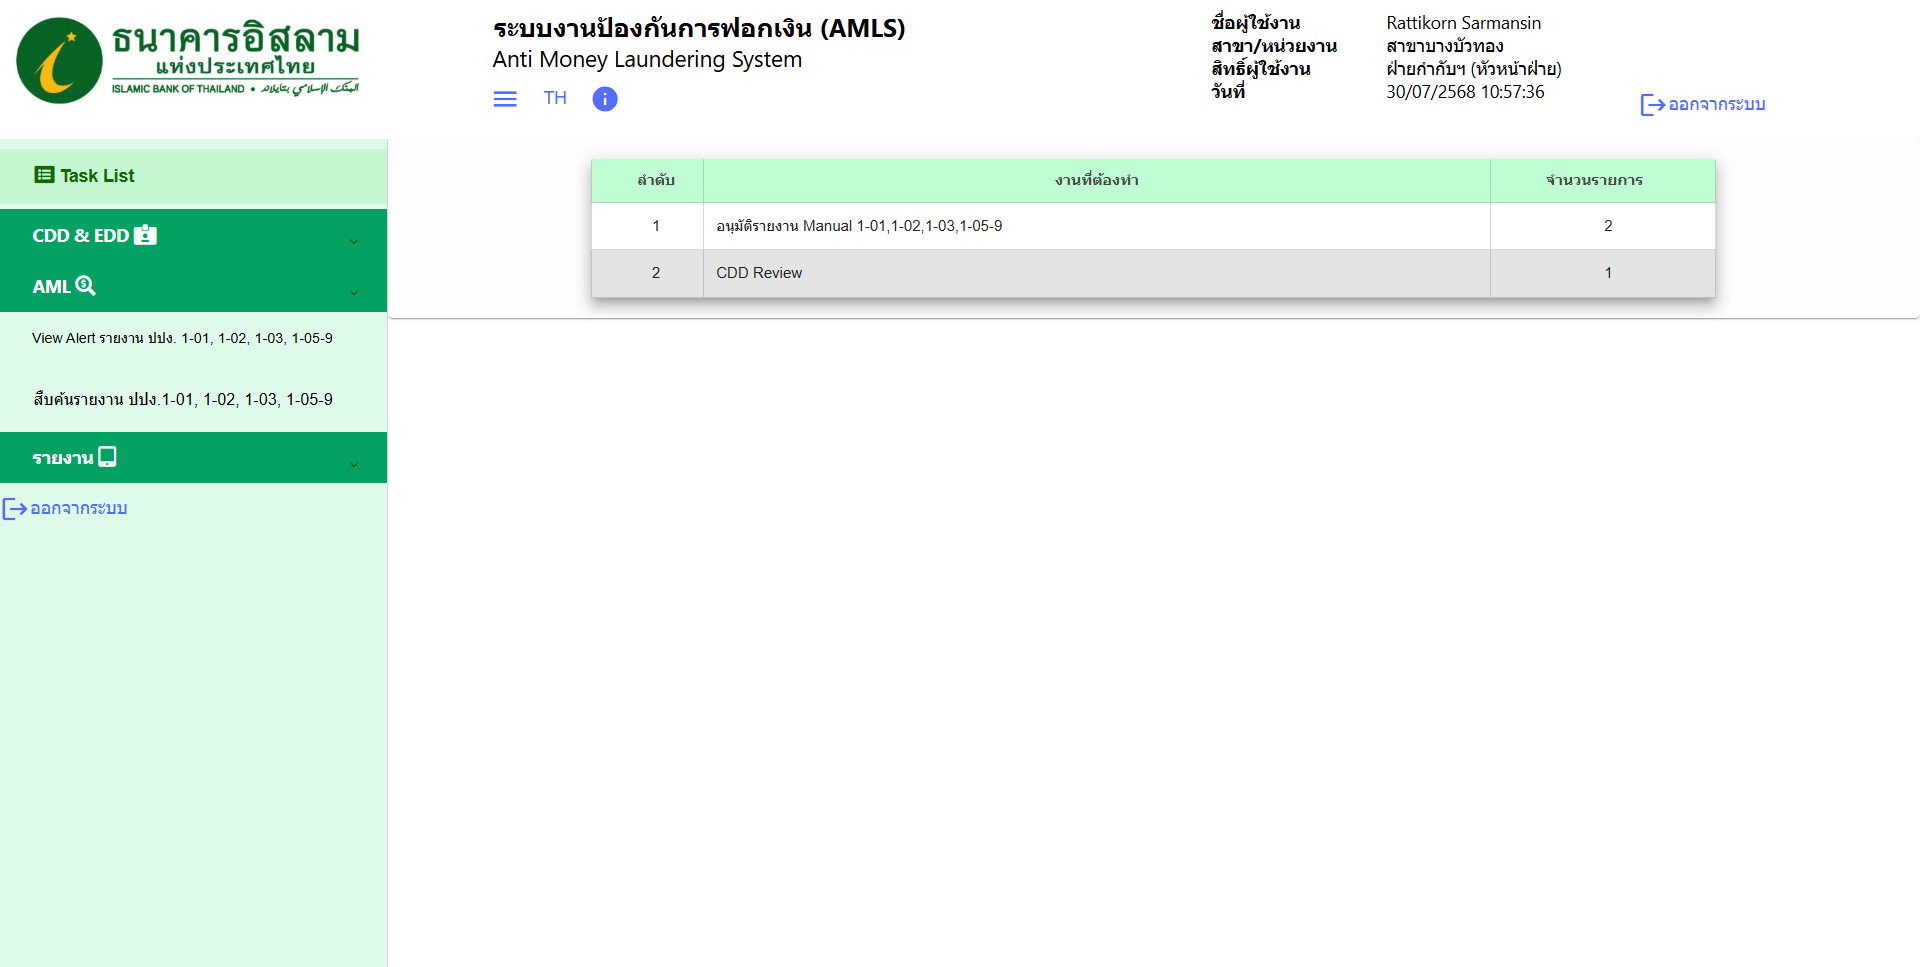 ธนาคารอิสลาม
แห่งประเทศไทย
ISLAMIC BANK OF THAILAND •
ระบบงานป้องกันการฟอกเงิน (AMLS)
Anti Money Laundering System
TH
ชื่อผู้ใช้งาน Rattikorn Sarmansin
สาขา/หน่วยงาน สาขาบางบัวทอง
สิทธิ์ผู้ใช้งาน ฝ่ายกำกับฯ (หัวหน้าฝ่าย)
วันที่ 30/07/2568 10:57:36
ออกจากระบบ
Task List
CDD & EDD
AML
View Alert รายงาน ปปง. 1-01, 1-02, 1-03, 1-05-9
สืบค้นรายงาน ปปง.1-01, 1-02, 1-03, 1-05-9
รายงาน
ออกจากระบบ
ลำดับ งานที่ต้องทำ จำนวนรายการ
1 อนุมัติรายงาน Manual 1-01,1-02,1-03,1-05-9 2
2 CDD Review 1